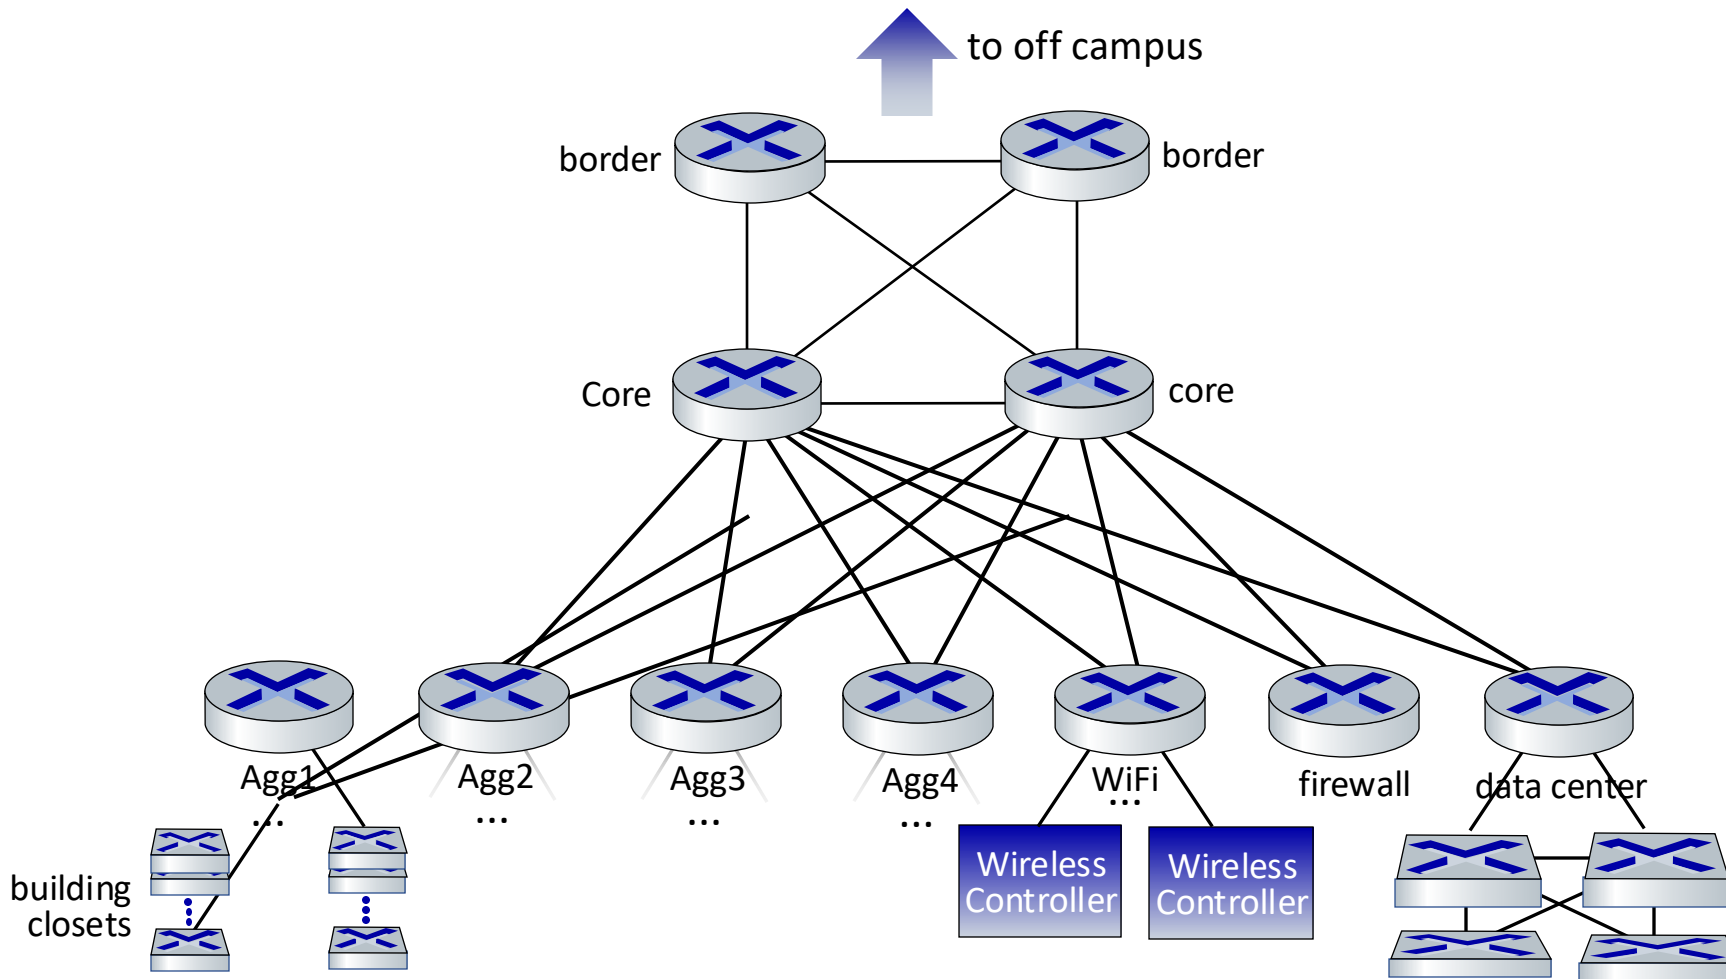 to off campus
border
border
Core
core
Agg1
Agg2
Agg3
Agg4
WiFi
firewall
data center
...
...
...
...
...
building
closets
Wireless
Controller
Wireless
Controller